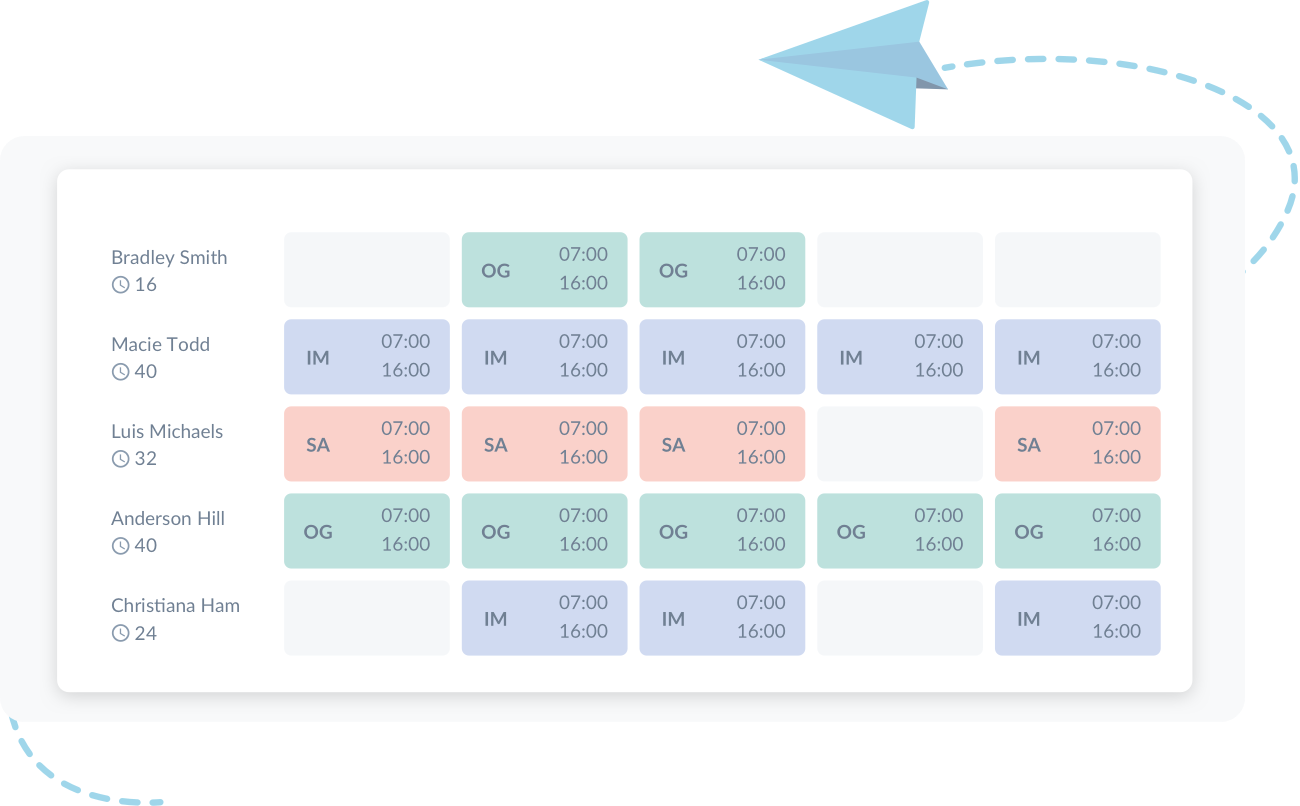 Bradley Smith
16
OG 07:00 16:00
OG 07:00 16:00
Macie Todd
40
IM 07:00 16:00
IM 07:00 16:00
IM 07:00 16:00
IM 07:00 16:00
IM 07:00 16:00
Luis Michaels
32
SA 07:00 16:00
SA 07:00 16:00
SA 07:00 16:00
SA 07:00 16:00
Anderson Hill
40
OG 07:00 16:00
OG 07:00 16:00
OG 07:00 16:00
OG 07:00 16:00
OG 07:00 16:00
Christiana Ham
24
IM 07:00 16:00
IM 07:00 16:00
IM 07:00 16:00